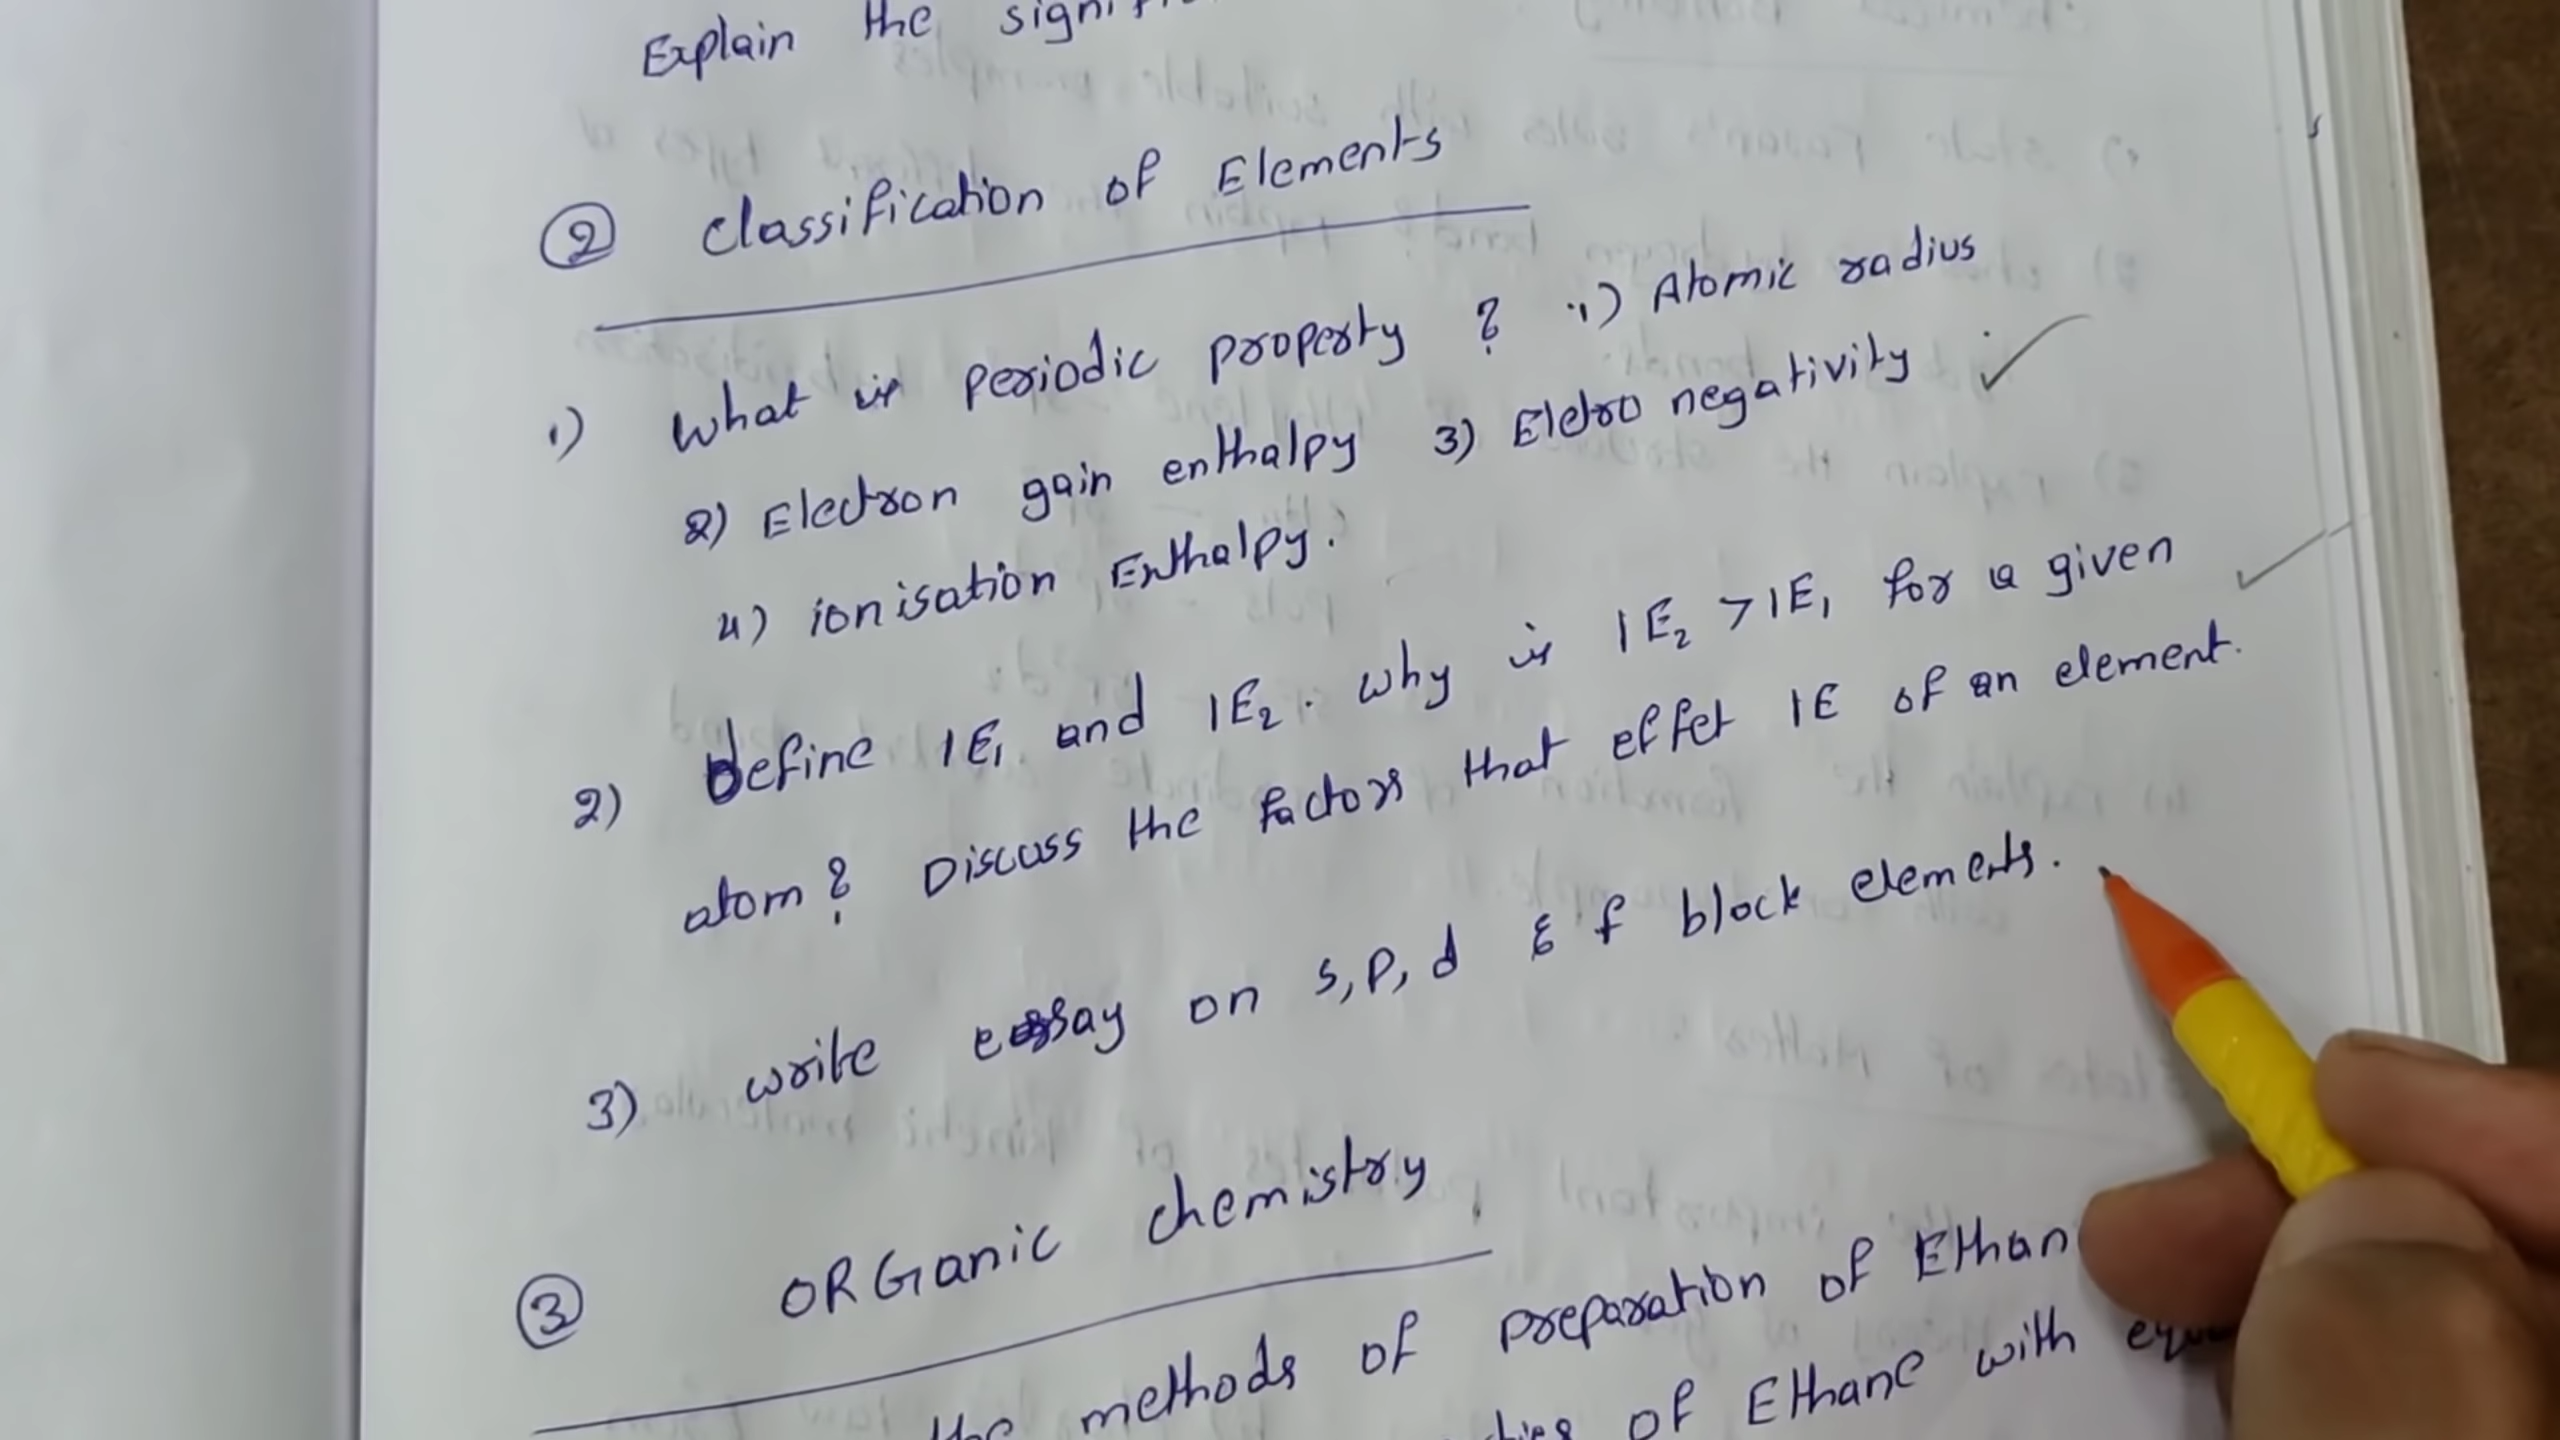 Explain the
② Classification of Elements
1) What is periodic property ? 1) Atomic radius
2) Electron gain enthalpy 3) Eletro negativity
4) ionisation Enthalpy.
2) Define IE₁ and IE₂. Why is IE₂ > IE₁ for a given
atom? Discuss the factors that effet IE of an element.
3) write essay on s, p, d & f block elements.
③ ORGanic chemistry
the methods of preparation of Ethan
of Ethane with